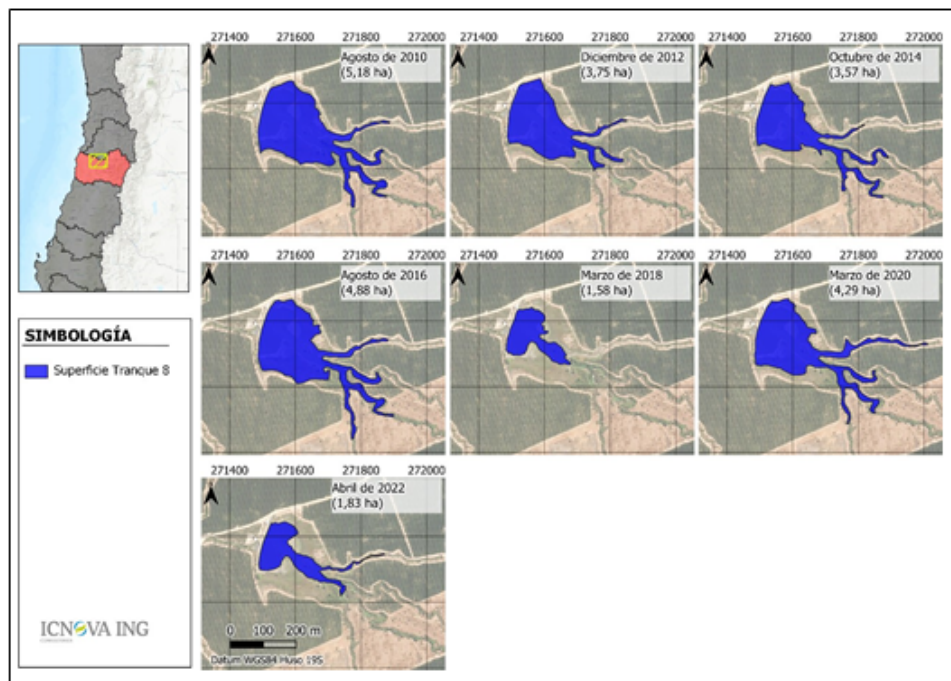 271400 271600 271800 272000
Agosto de 2010
(5,18 ha)
271400 271600 271800 272000
Diciembre de 2012
(3,75 ha)
271400 271600 271800 272000
Octubre de 2014
(3,57 ha)
271400 271600 271800 272000
Agosto de 2016
(4,88 ha)
271400 271600 271800 272000
Marzo de 2018
(1,58 ha)
271400 271600 271800 272000
Marzo de 2020
(4,29 ha)
SIMBOLOGÍA
Superficie Tranque 8
271400 271600 271800 272000
Abril de 2022
(1,83 ha)
0 100 200 m
Datum WGS84 Huso 19S
ICNOVA ING